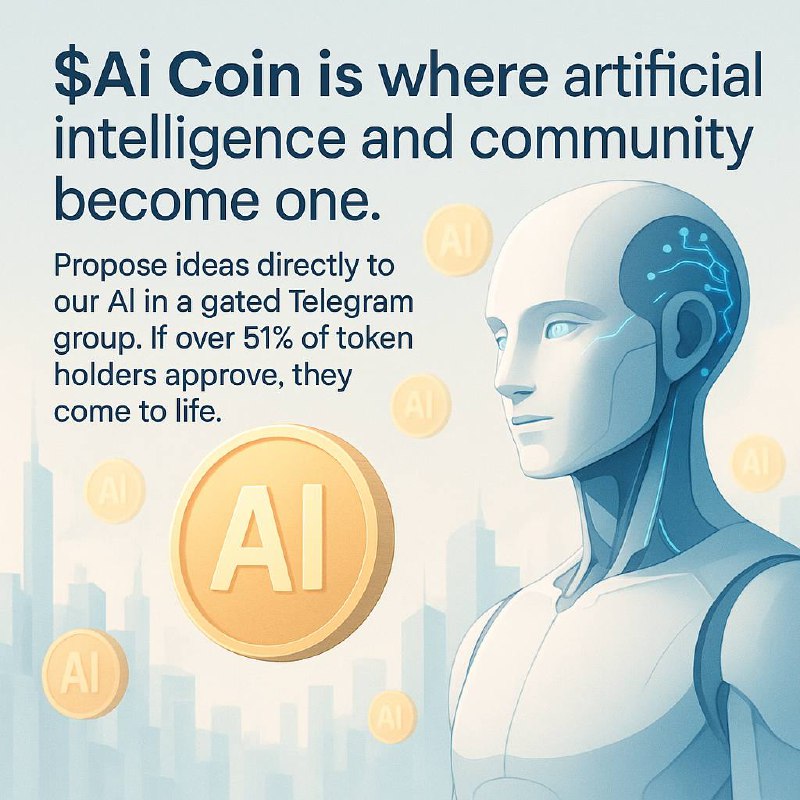 $Ai Coin is where artificial
intelligence and community
become one.
Propose ideas directly to
our AI in a gated Telegram
group. If over 51% of token
holders approve, they
come to life.
AI
AI
AI
AI
AI
AI
AI